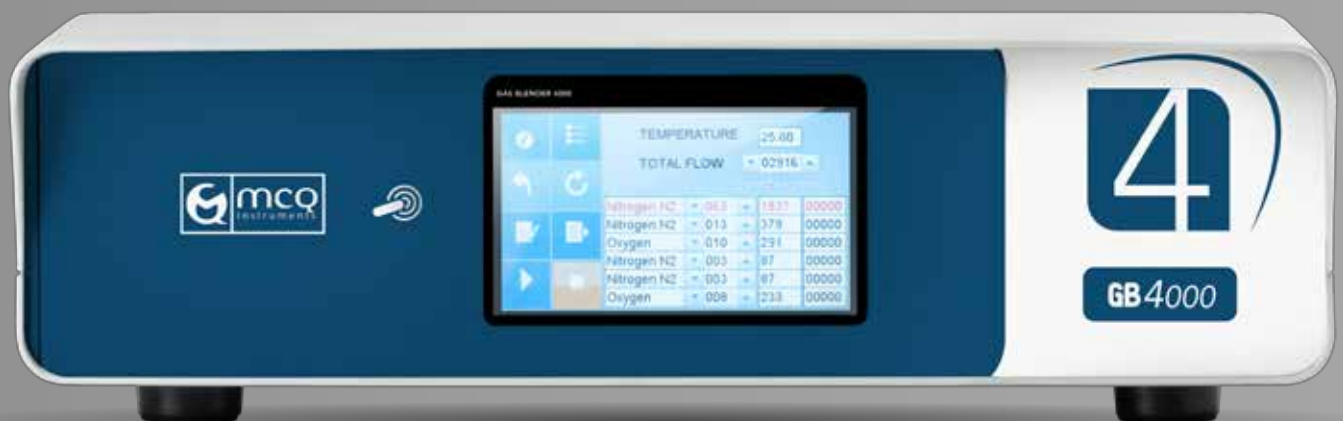 mcq
instruments
GAS BLENDER 4000
TEMPERATURE
TOTAL FLOW 02916
Nitrogen N2 063 1837 00000
Nitrogen N2 013 379 00000
Oxygen 010 291 00000
Nitrogen N2 003 87 00000
Nitrogen N2 003 87 00000
Oxygen 008 233 00000
4
GB4000